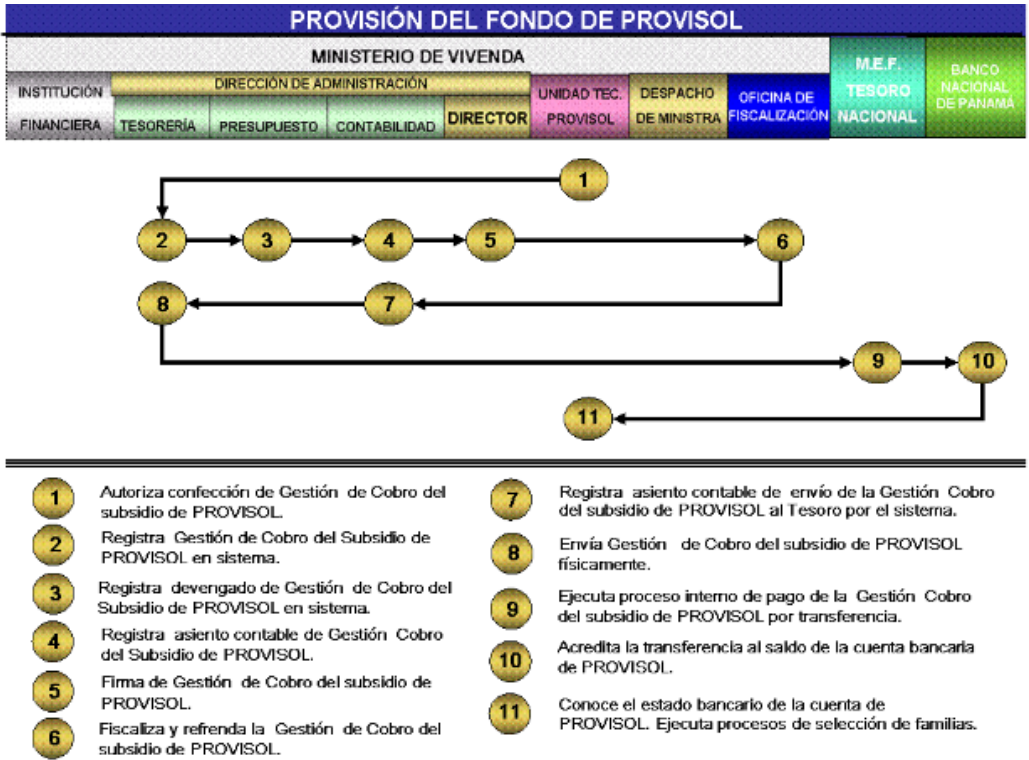 PROVISIÓN DEL FONDO DE PROVISOL
MINISTERIO DE VIVENDA
INSTITUCIÓN
FINANCIERA
DIRECCIÓN DE ADMINISTRACIÓN
TESORERÍA
PRESUPUESTO
CONTABILIDAD
DIRECTOR
UNIDAD TEC.
PROVISOL
DESPACHO
DE MINISTRA
OFICINA DE
FISCALIZACIÓN
M.E.F.
TESORO
NACIONAL
BANCO
NACIONAL
DE PANAMÁ
1
2
3
4
5
6
8
7
9
10
11
1
Autoriza confección de Gestión de Cobro del
subsidio de PROVISOL.
2
Registra Gestión de Cobro del Subsidio de
PROVISOL en sistema.
3
Registra devengado de Gestión de Cobro del
Subsidio de PROVISOL en sistema.
4
Registra asiento contable de Gestión Cobro
del Subsidio de PROVISOL.
5
Firma de Gestión de Cobro del subsidio de
PROVISOL.
6
Fiscaliza y refrenda la Gestión de Cobro del
subsidio de PROVISOL.
7
Registra asiento contable de envío de la Gestión Cobro
del subsidio de PROVISOL al Tesoro por el sistema.
8
Envía Gestión de Cobro del subsidio de PROVISOL
físicamente.
9
Ejecuta proceso interno de pago de la Gestión Cobro
del subsidio de PROVISOL por transferencia.
10
Acredita la transferencia al saldo de la cuenta bancaria
de PROVISOL.
11
Conoce el estado bancario de la cuenta de
PROVISOL. Ejecuta procesos de selección de familias.